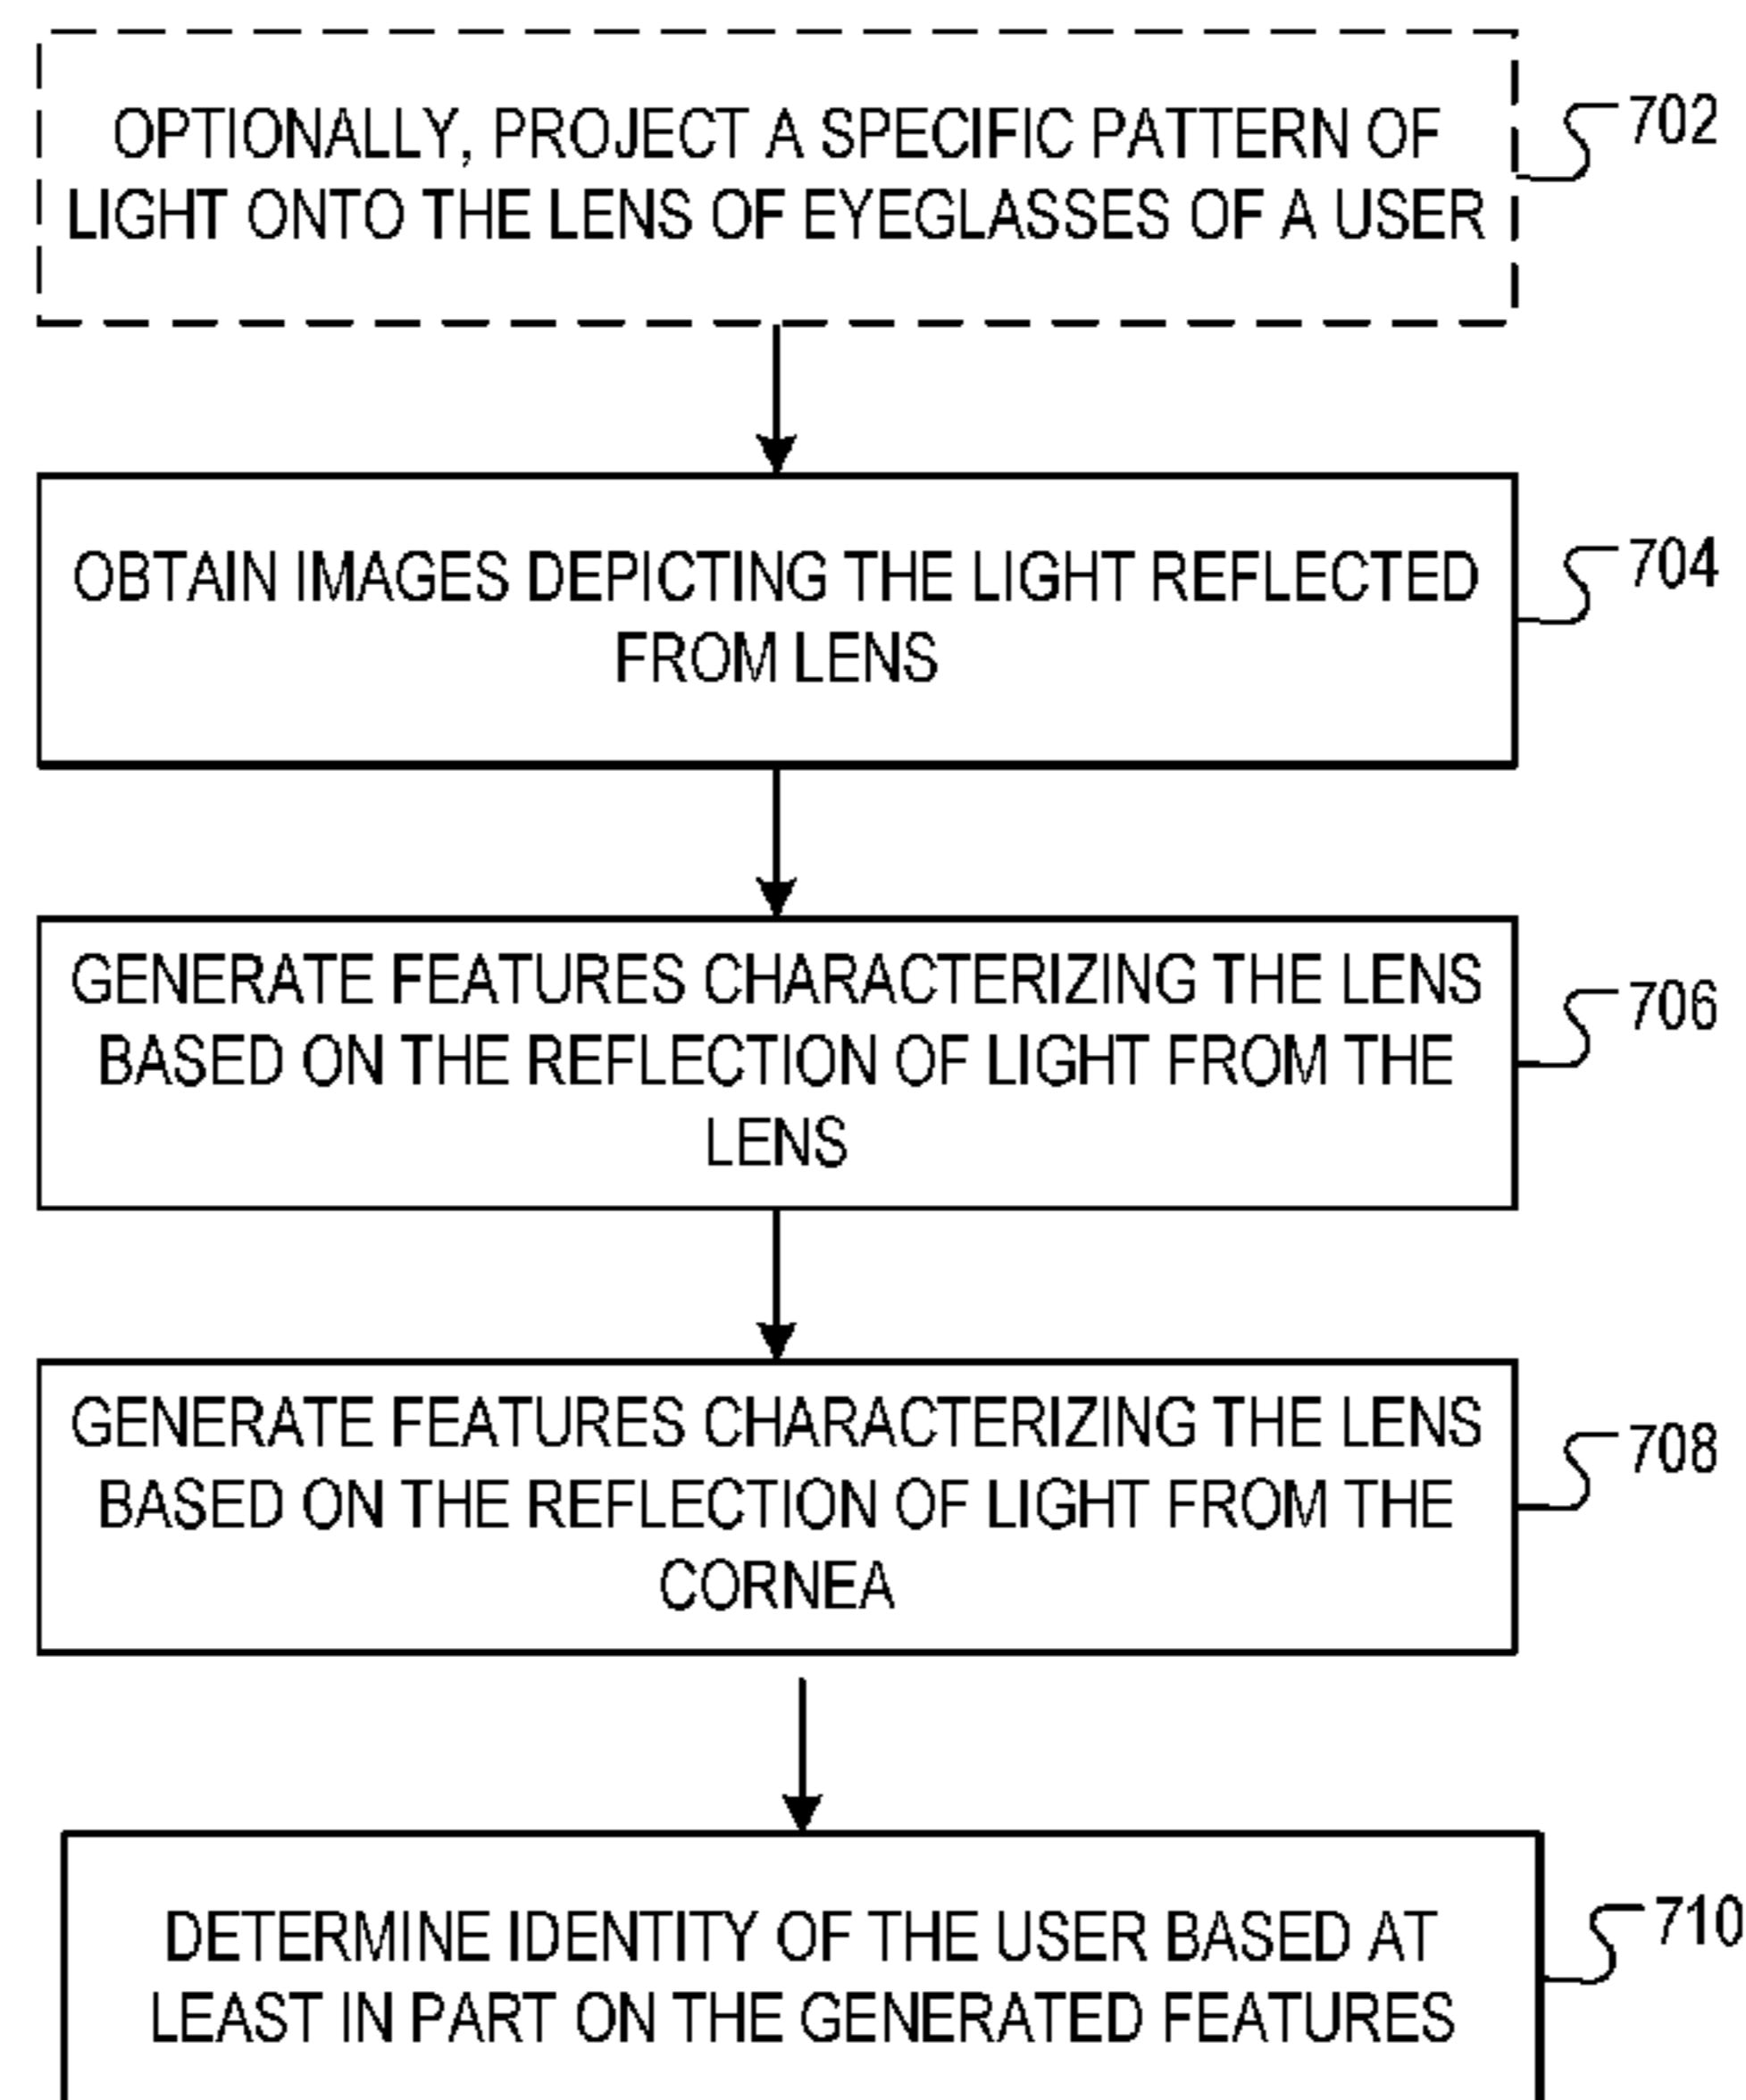 OPTIONALLY, PROJECT A SPECIFIC PATTERN OF
LIGHT ONTO THE LENS OF EYEGLASSES OF A USER
702
OBTAIN IMAGES DEPICTING THE LIGHT REFLECTED
FROM LENS
704
GENERATE FEATURES CHARACTERIZING THE LENS
BASED ON THE REFLECTION OF LIGHT FROM THE
LENS
706
GENERATE FEATURES CHARACTERIZING THE LENS
BASED ON THE REFLECTION OF LIGHT FROM THE
CORNEA
708
DETERMINE IDENTITY OF THE USER BASED AT
LEAST IN PART ON THE GENERATED FEATURES
710